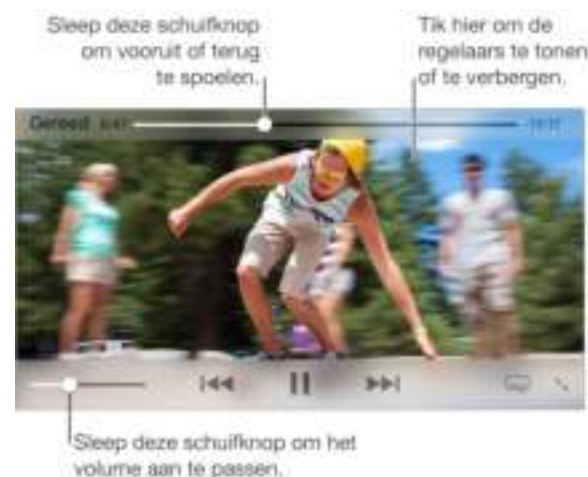 Sleep deze schuifknop
om vooruit of terug
te spoelen.
Tik hier om de
regelaars te tonen
of te verbergen.
Gereed
Sleep deze schuifknop om het
volume aan te passen.